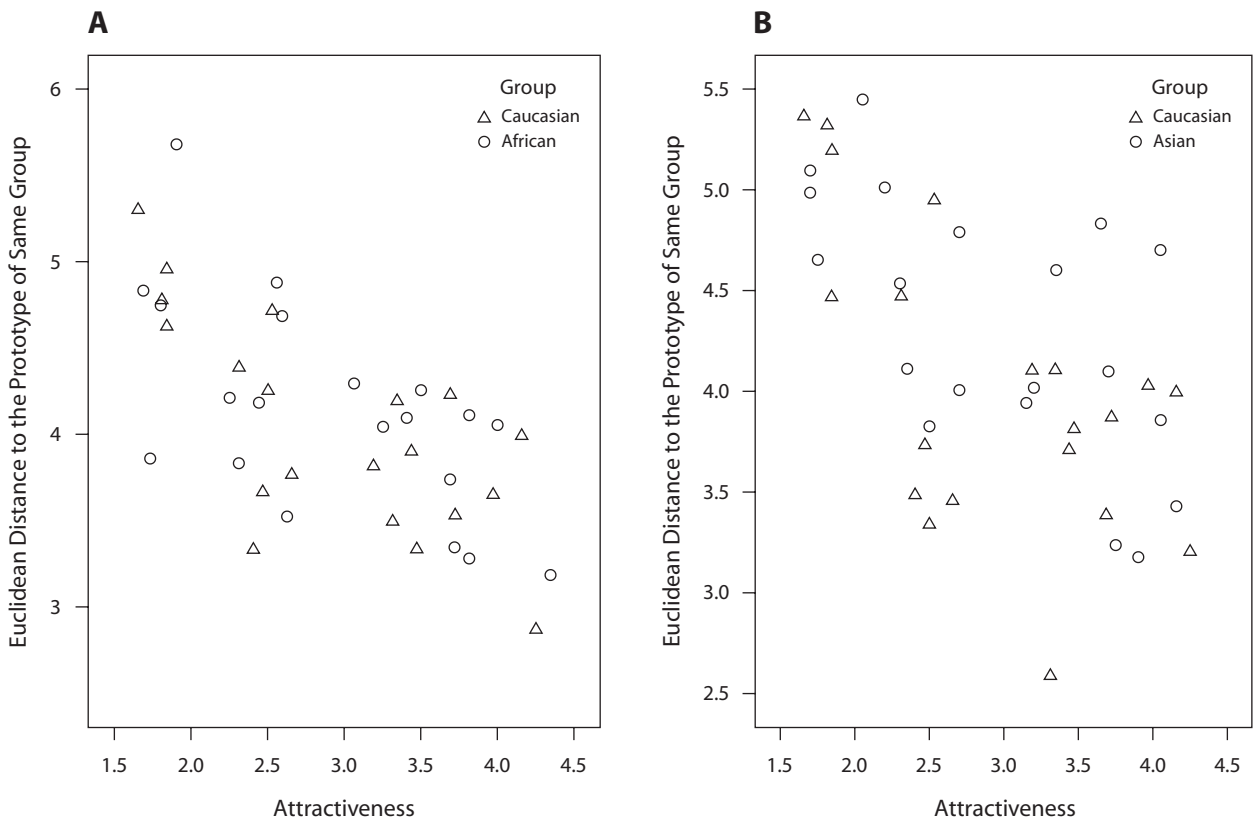 A
Euclidean Distance to the Prototype of Same Group
6
5
4
3
Group
Caucasian
African
1.5 2.0 2.5 3.0 3.5 4.0 4.5
Attractiveness
B
Euclidean Distance to the Prototype of Same Group
5.5
5.0
4.5
4.0
3.5
3.0
2.5
Group
Caucasian
Asian
1.5 2.0 2.5 3.0 3.5 4.0 4.5
Attractiveness